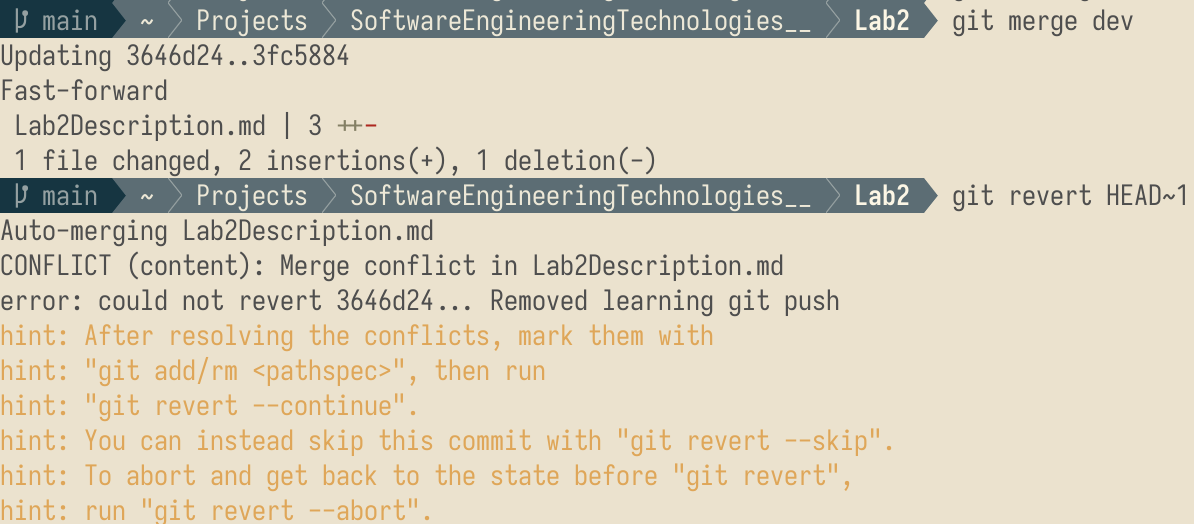 main ~ Projects SoftwareEngineeringTechnologies__ Lab2 git merge dev
Updating 3646d24..3fc5884
Fast-forward
Lab2Description.md | 3 ++-
1 file changed, 2 insertions(+), 1 deletion(-)
main ~ Projects SoftwareEngineeringTechnologies__ Lab2 git revert HEAD~1
Auto-merging Lab2Description.md
CONFLICT (content): Merge conflict in Lab2Description.md
error: could not revert 3646d24... Removed learning git push
hint: After resolving the conflicts, mark them with
hint: "git add/rm <pathspec>", then run
hint: "git revert --continue".
hint: You can instead skip this commit with "git revert --skip".
hint: To abort and get back to the state before "git revert",
hint: run "git revert --abort".